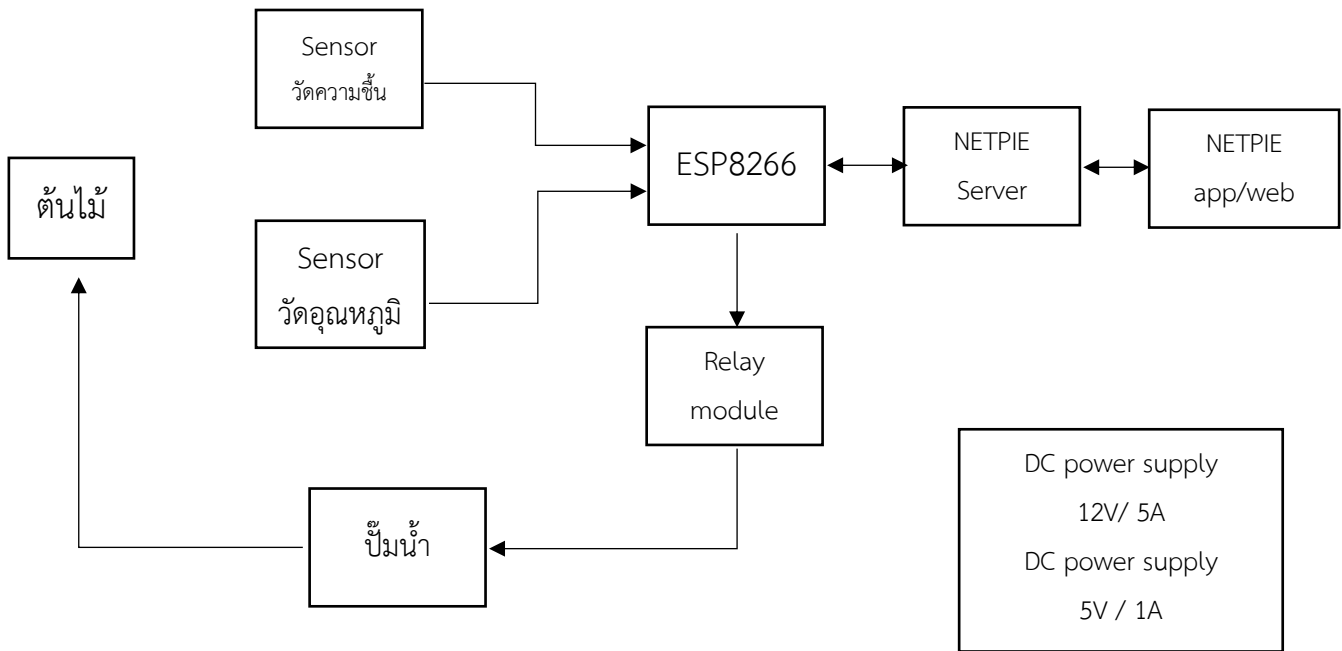 Sensor
วัดความชื้น
ESP8266
NETPIE
Server
NETPIE
app/web
ต้นไม้
Sensor
วัดอุณหภูมิ
Relay
module
ปั๊มน้ำ
DC power supply
12V/ 5A
DC power supply
5V / 1A